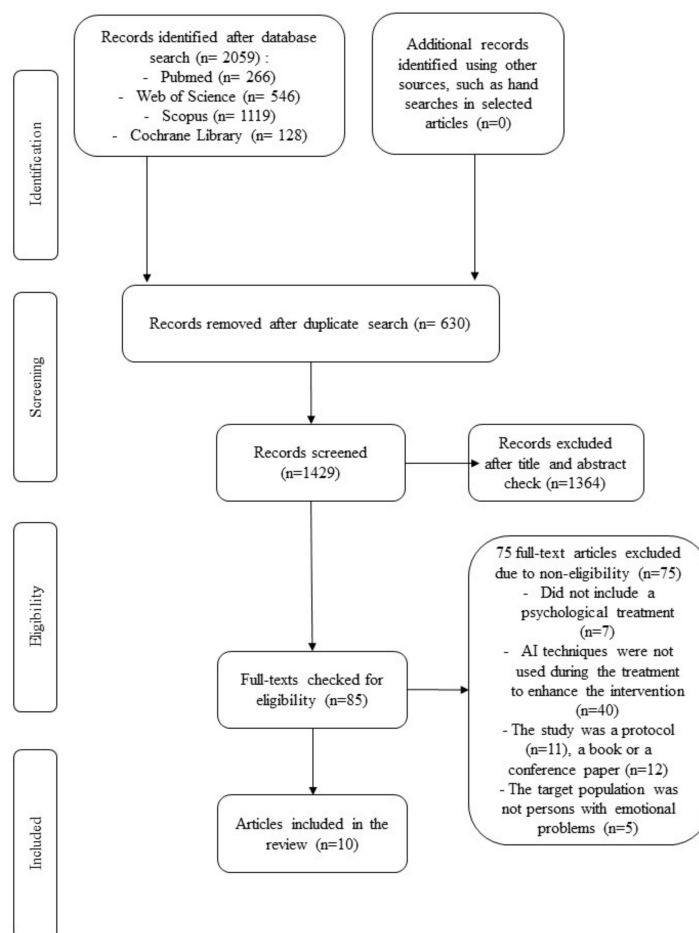 Identification
Records identified after database
search (n= 2059) :
- Pubmed (n= 266)
- Web of Science (n= 546)
- Scopus (n= 1119)
- Cochrane Library (n= 128)
Additional records
identified using other
sources, such as hand
searches in selected
articles (n=0)
Screening
Records removed after duplicate search (n= 630)
Records screened
(n=1429)
Records excluded
after title and abstract
check (n=1364)
Eligibility
Full-texts checked for
eligibility (n=85)
75 full-text articles excluded
due to non-eligibility (n=75)
- Did not include a
psychological treatment
(n=7)
- AI techniques were not
used during the treatment
to enhance the intervention
(n=40)
- The study was a protocol
(n=11), a book or a
conference paper (n=12)
- The target population was
not persons with emotional
problems (n=5)
Included
Articles included in the
review (n=10)